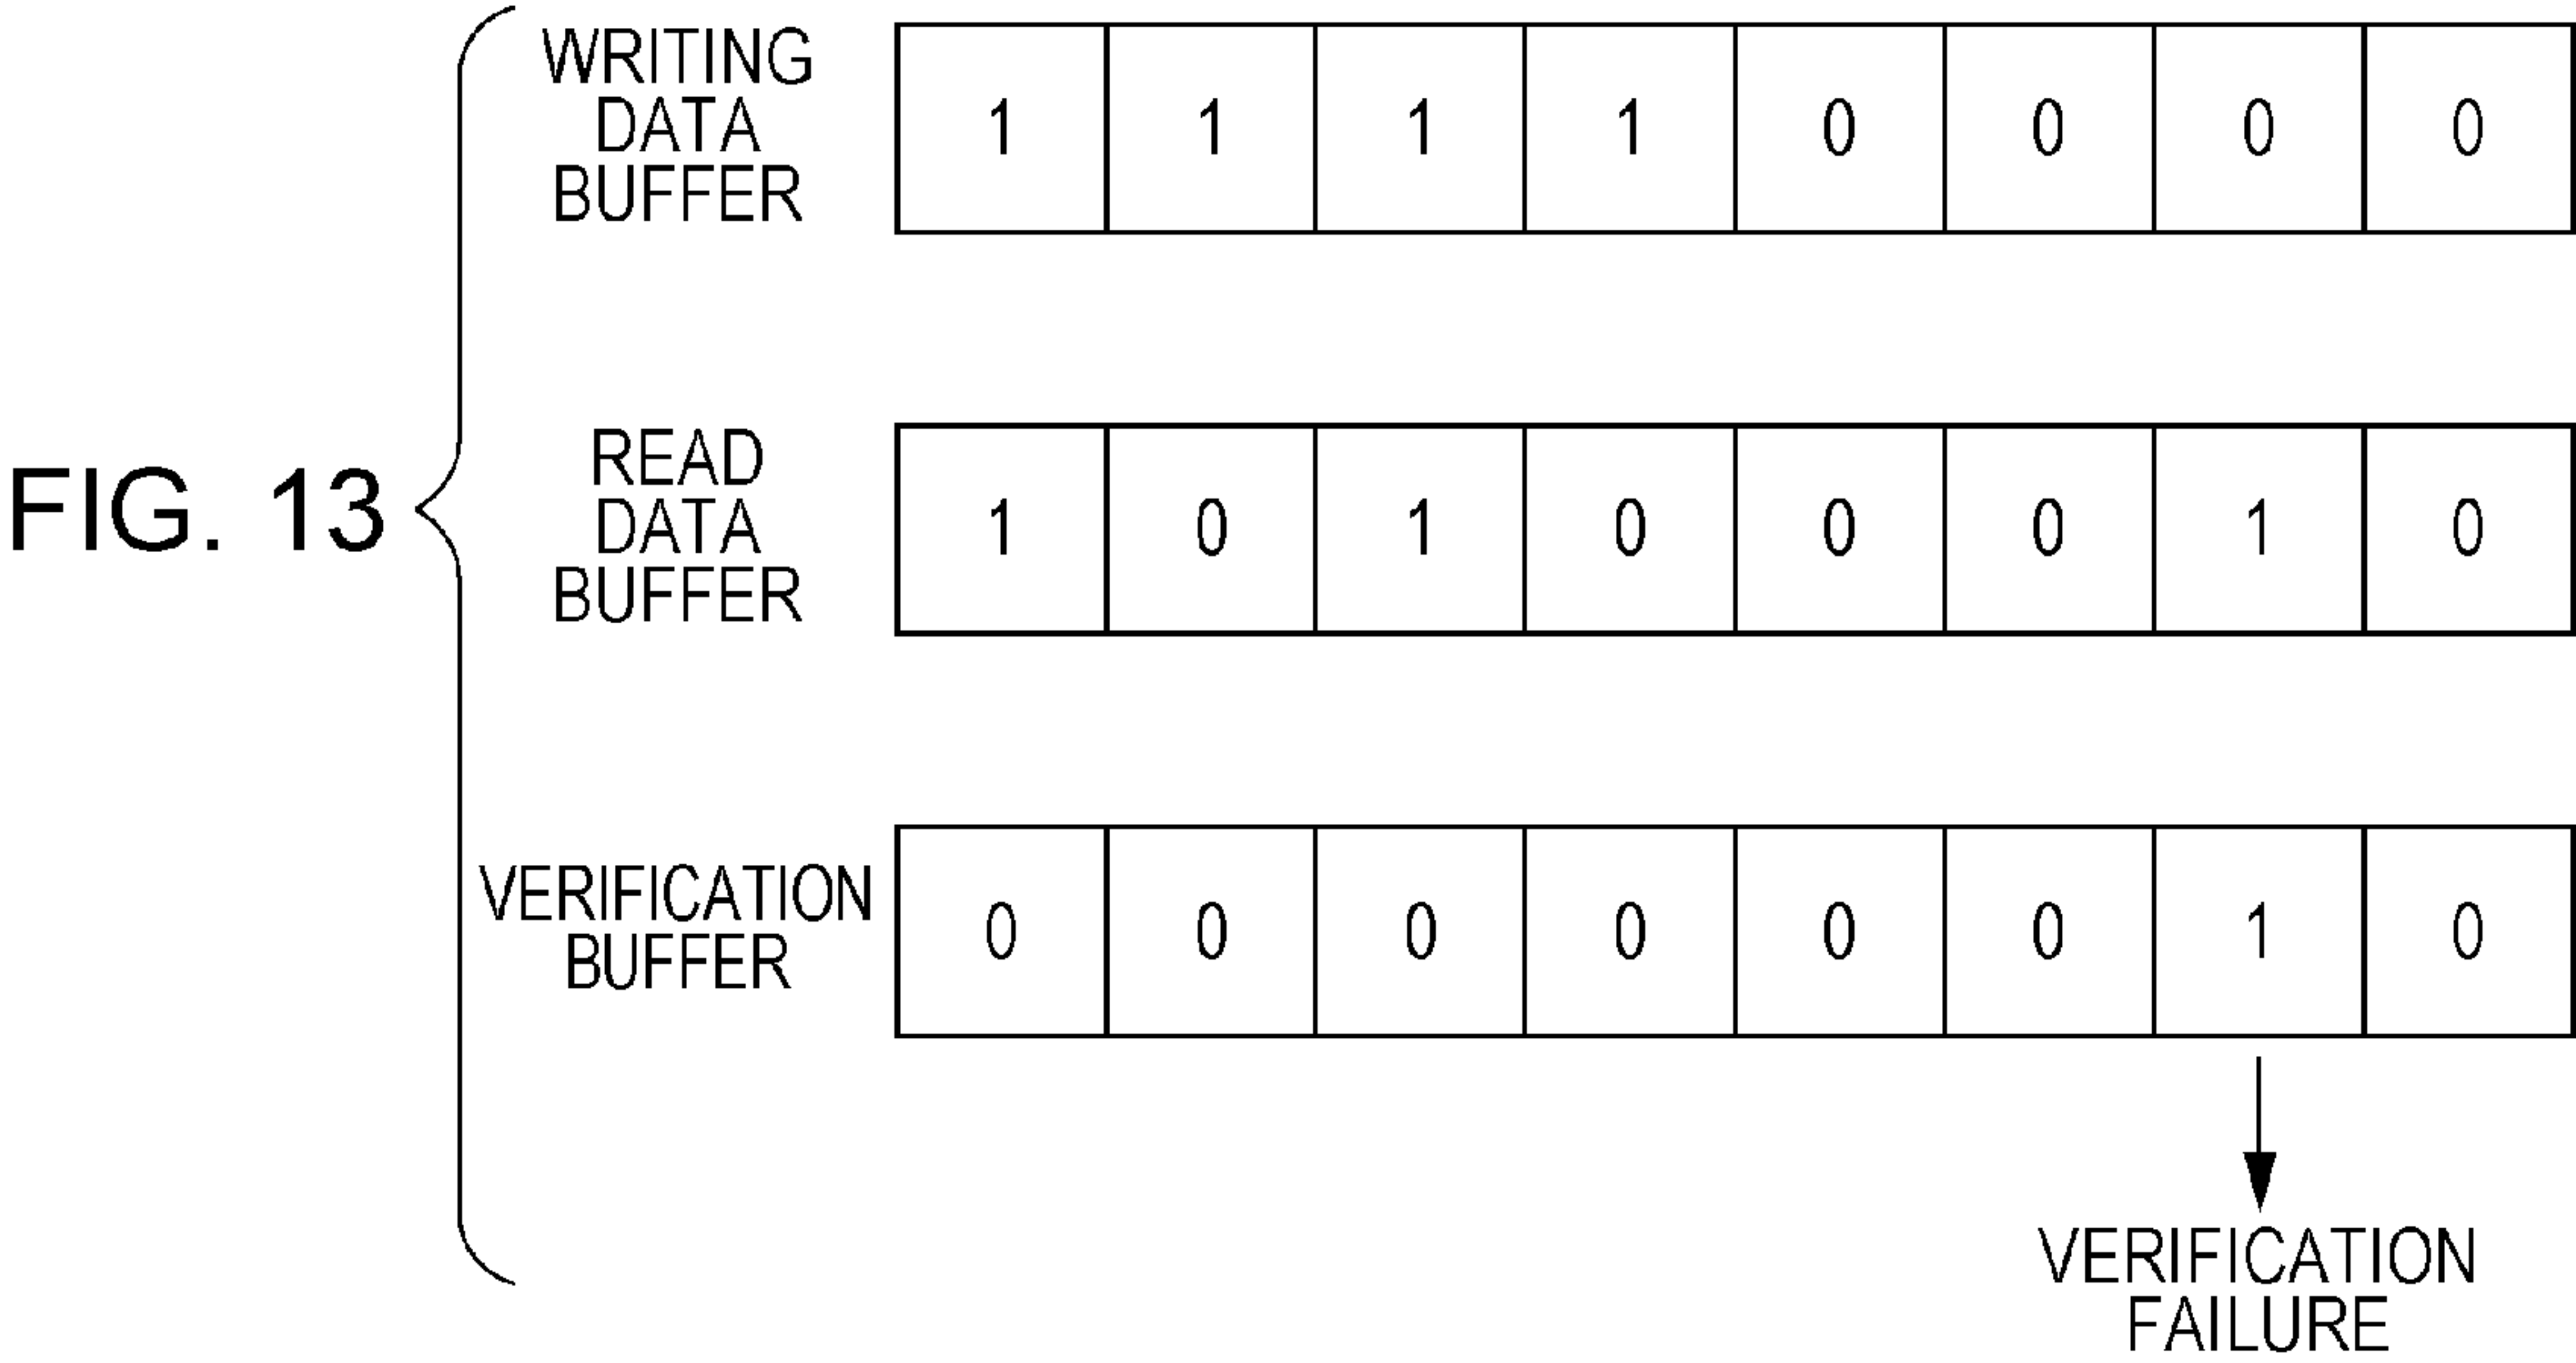 FIG. 13
WRITING
DATA
BUFFER
1 1 1 1 0 0 0 0
READ
DATA
BUFFER
1 0 1 0 0 0 1 0
VERIFICATION
BUFFER
0 0 0 0 0 0 1 0
VERIFICATION
FAILURE